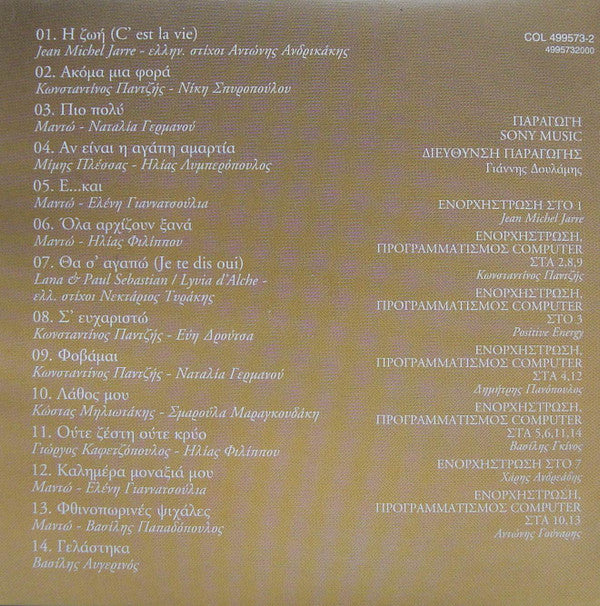 01. Η ζωή (C' est la vie)
Jean Michel Jarre - ελλην. στίχοι Αντώνης Ανδρικάκης
02. Ακόμα μια φορά
Κωνσταντίνος Παντζής - Νίκη Σπυροπούλου
03. Πιο πολύ
Μαντώ - Ναταλία Γερμανού
04. Αν είναι η αγάπη αμαρτία
Μίμης Πλέσσας - Ηλίας Λυμπερόπουλος
05. Ε...και
Μαντώ - Ελένη Γιαννατσούλια
06. Όλα αρχίζουν ξανά
Μαντώ - Ηλίας Φιλίππου
07. Θα σ' αγαπώ (Je te dis oui)
Lana & Paul Sebastian / Lyvia d'Alche -
ελλ. στίχοι Νεκτάριος Τυράκης
08. Σ' ευχαριστώ
Κωνσταντίνος Παντζής - Εύη Δρούτσα
09. Φοβάμαι
Κωνσταντίνος Παντζής - Ναταλία Γερμανού
10. Λάθος μου
Κώστας Μηλιωτάκης - Σμαρούλα Μαραγκουδάκη
11. Ούτε ζέστη ούτε κρύο
Γιώργος Καφετζόπουλος - Ηλίας Φιλίππου
12. Καλημέρα μοναξιά μου
Μαντώ - Ελένη Γιαννατσούλια
13. Φθινοπωρινές ψιχάλες
Μαντώ - Βασίλης Παπαδόπουλος
14. Γελάστηκα
Βασίλης Αυγερινός
COL 499573-2
4995732000
ΠΑΡΑΓΩΓΗ
SONY MUSIC
ΔΙΕΥΘΥΝΣΗ ΠΑΡΑΓΩΓΗΣ
Γιάννης Δουλάμης
ΕΝΟΡΧΗΣΤΡΩΣΗ ΣΤΟ 1
Jean Michel Jarre
ΕΝΟΡΧΗΣΤΡΩΣΗ,
ΠΡΟΓΡΑΜΜΑΤΙΣΜΟΣ COMPUTER
ΣΤΑ 2,8,9
Κωνσταντίνος Παντζής
ΕΝΟΡΧΗΣΤΡΩΣΗ,
ΠΡΟΓΡΑΜΜΑΤΙΣΜΟΣ COMPUTER
ΣΤΟ 3
Positive Energy
ΕΝΟΡΧΗΣΤΡΩΣΗ,
ΠΡΟΓΡΑΜΜΑΤΙΣΜΟΣ COMPUTER
ΣΤΑ 4,12
Δημήτρης Πανόπουλος
ΕΝΟΡΧΗΣΤΡΩΣΗ,
ΠΡΟΓΡΑΜΜΑΤΙΣΜΟΣ COMPUTER
ΣΤΑ 5,6,11,14
Βασίλης Γκίνος
ΕΝΟΡΧΗΣΤΡΩΣΗ ΣΤΟ 7
Χάρης Ανδρεάδης
ΕΝΟΡΧΗΣΤΡΩΣΗ,
ΠΡΟΓΡΑΜΜΑΤΙΣΜΟΣ COMPUTER
ΣΤΑ 10,13
Αντώνης Γούναρης